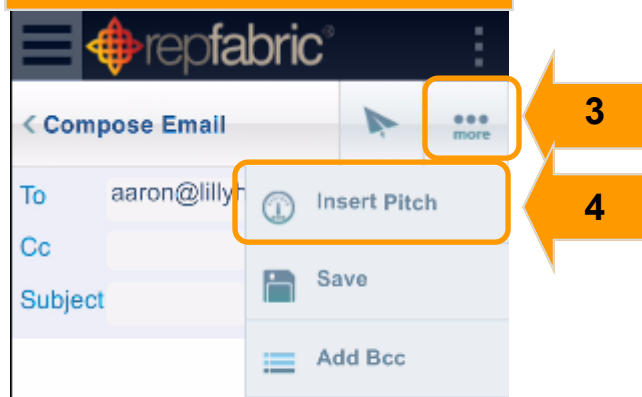 repfabric®
< Compose Email
more
3
To aaron@lilly
Insert Pitch
4
Cc
Save
Subject
Add Bcc